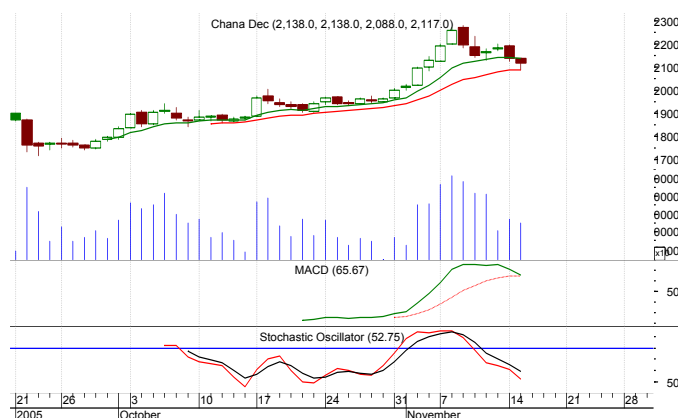 Chana Dec (2,138.0, 2,138.0, 2,088.0, 2,117.0)
2300
2200
2100
2000
1900
1800
1700
MACD (65.67)
50
Stochastic Oscillator (52.75)
50
21 26 3 10 17 24 31 7 14 21 28
2005 October November